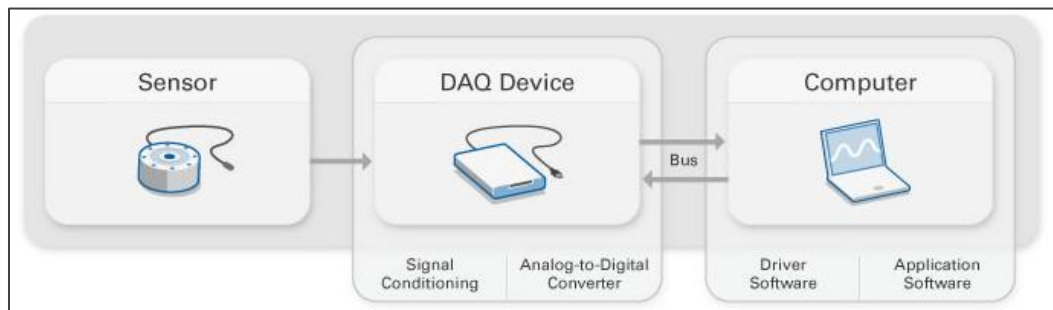 Sensor
DAQ Device
Computer
Bus
Signal
Conditioning
Analog-to-Digital
Converter
Driver
Software
Application
Software